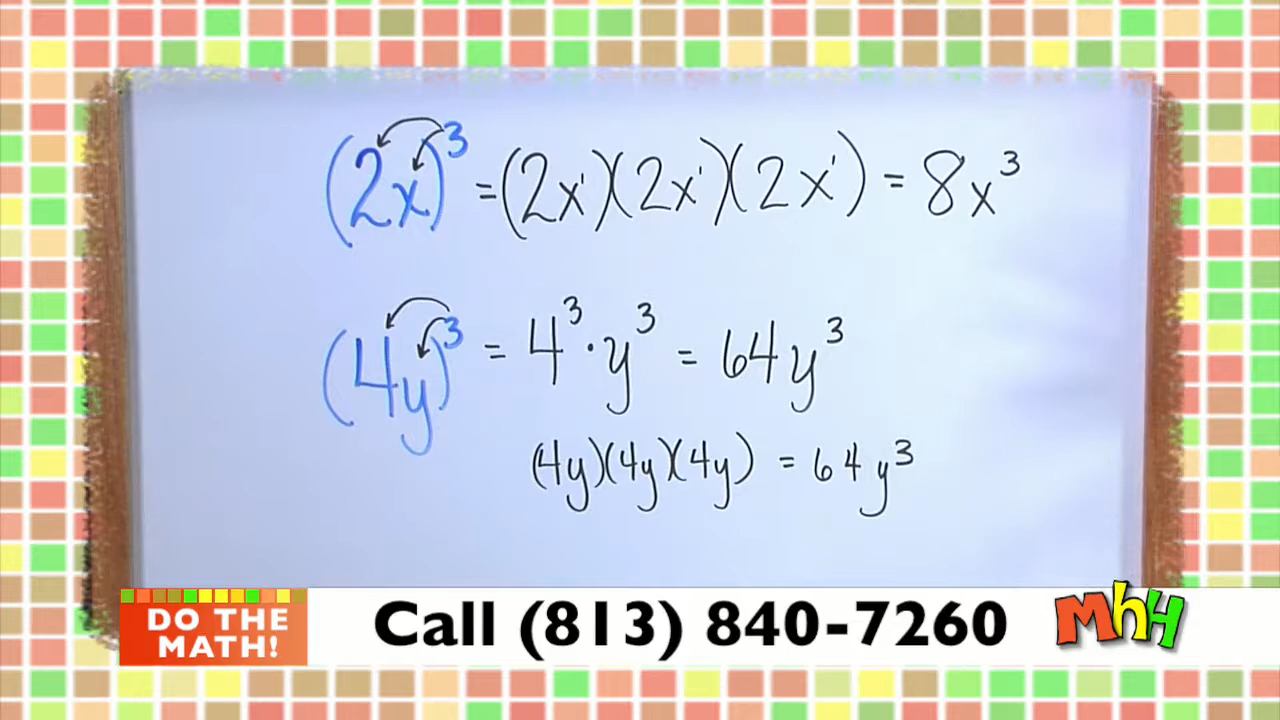 (2x)³ = (2x¹)(2x¹)(2x¹) = 8x³
(4y)³ = 4³·y³ = 64y³
(4y)(4y)(4y) = 64y³
DO THE
MATH!
Call (813) 840-7260
Mh4